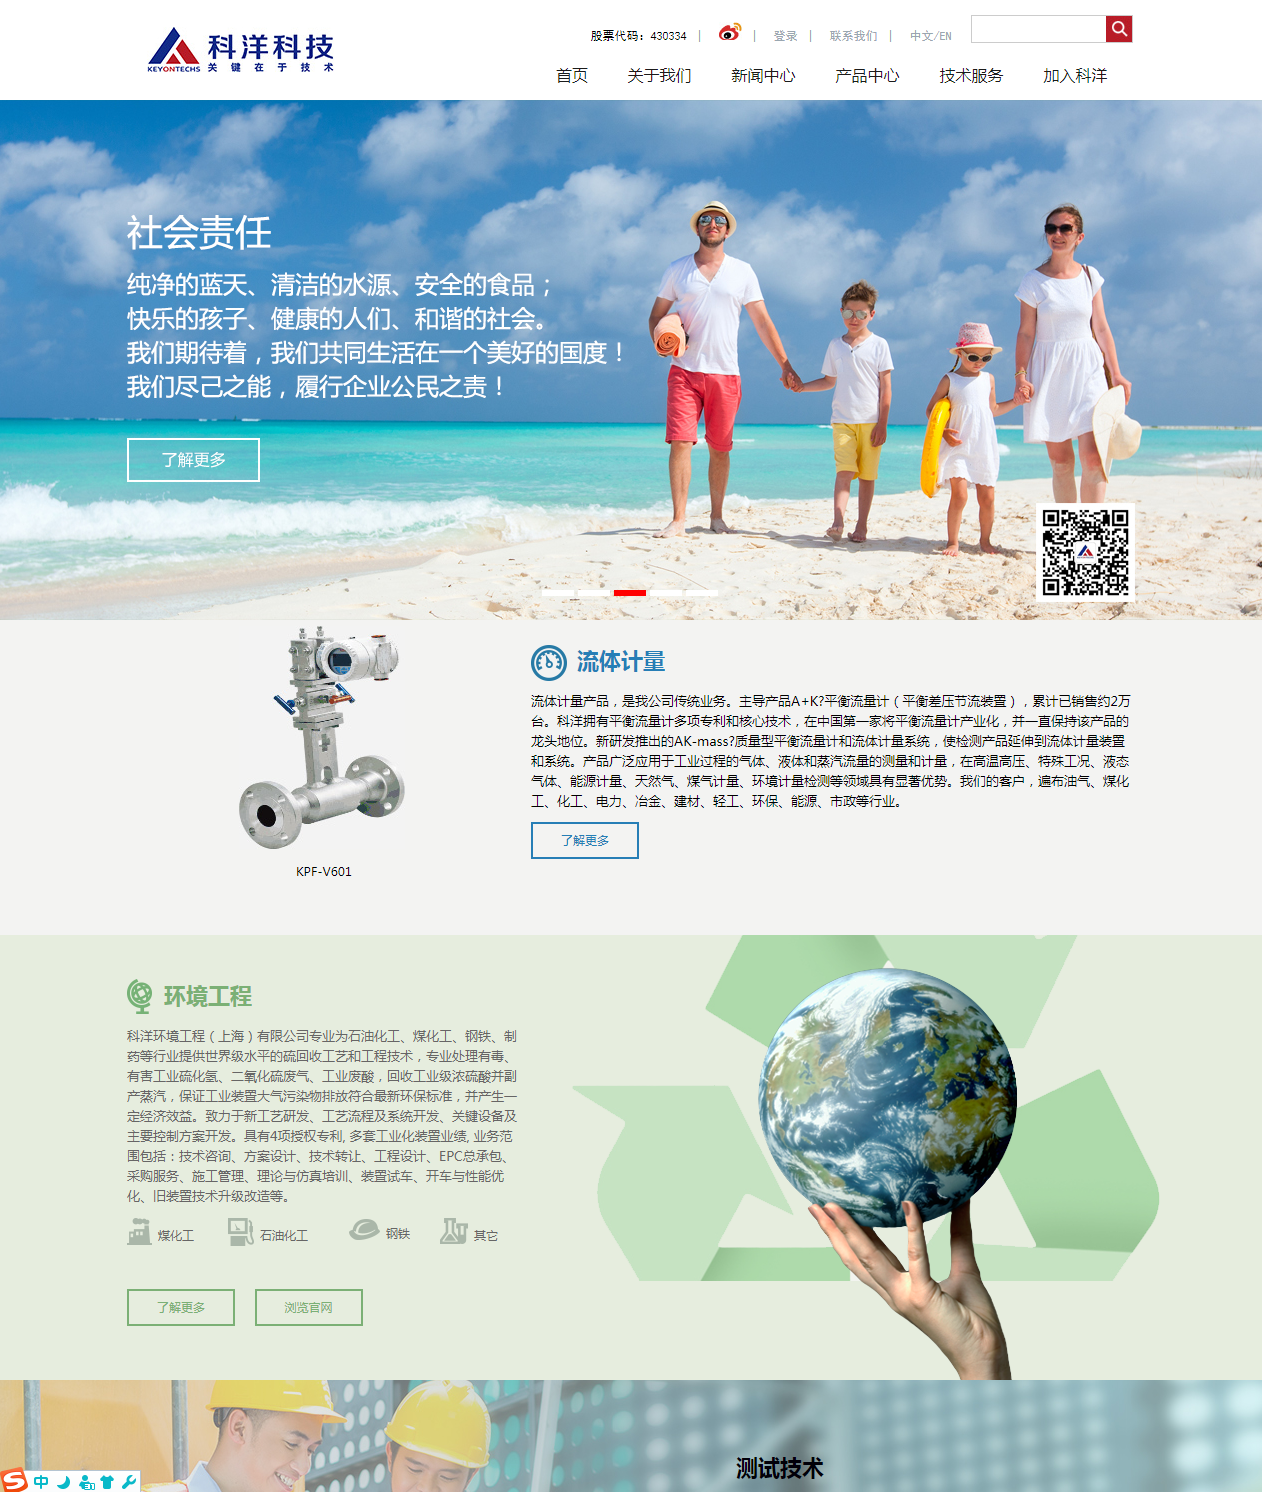 科洋科技
KEYONTECHS 关键在于技术
股票代码：430334 | | 登录 | 联系我们 | 中文/EN
首页 关于我们 新闻中心 产品中心 技术服务 加入科洋
社会责任
纯净的蓝天、清洁的水源、安全的食品；
快乐的孩子、健康的人们、和谐的社会。
我们期待着，我们共同生活在一个美好的国度！
我们尽己之能，履行企业公民之责！
了解更多
流体计量
流体计量产品，是我公司传统业务。主导产品A+K?平衡流量计（平衡差压节流装置），累计已销售约2万
台。科洋拥有平衡流量计多项专利和核心技术，在中国第一家将平衡流量计产业化，并一直保持该产品的
龙头地位。新研发推出的AK-mass?质量型平衡流量计和流体计量系统，使检测产品延伸到流体计量装置
和系统。产品广泛应用于工业过程的气体、液体和蒸汽流量的测量和计量，在高温高压、特殊工况、液态
气体、能源计量、天然气、煤气计量、环境计量检测等领域具有显著优势。我们的客户，遍布油气、煤化
工、化工、电力、冶金、建材、轻工、环保、能源、市政等行业。
了解更多
KPF-V601
环境工程
科洋环境工程（上海）有限公司专业为石油化工、煤化工、钢铁、制
药等行业提供世界级水平的硫回收工艺和工程技术，专业处理有毒、
有害工业硫化氢、二氧化硫废气、工业废酸，回收工业级浓硫酸并副
产蒸汽，保证工业装置大气污染物排放符合最新环保标准，并产生一
定经济效益。致力于新工艺研发、工艺流程及系统开发、关键设备及
主要控制方案开发。具有4项授权专利, 多套工业化装置业绩, 业务范
围包括：技术咨询、方案设计、技术转让、工程设计、EPC总承包、
采购服务、施工管理、理论与仿真培训、装置试车、开车与性能优
化、旧装置技术升级改造等。
煤化工 石油化工 钢铁 其它
了解更多 浏览官网
测试技术
中